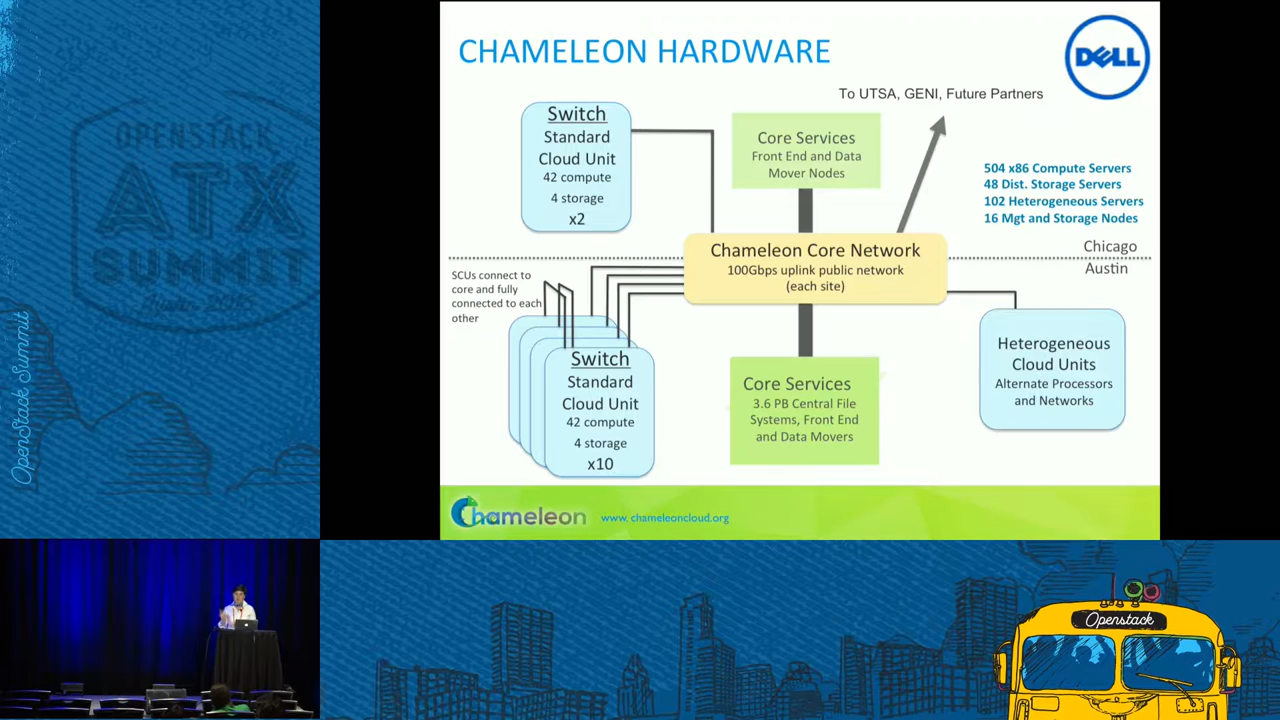 CHAMELEON HARDWARE
DELL
To UTSA, GENI, Future Partners
Switch
Standard
Cloud Unit
42 compute
4 storage
x2
Core Services
Front End and Data
Mover Nodes
504 x86 Compute Servers
48 Dist. Storage Servers
102 Heterogeneous Servers
16 Mgt and Storage Nodes
Chameleon Core Network
100Gbps uplink public network
(each site)
Chicago
Austin
SCUs connect to
core and fully
connected to each
other
Switch
Standard
Cloud Unit
42 compute
4 storage
x10
Core Services
3.6 PB Central File
Systems, Front End
and Data Movers
Heterogeneous
Cloud Units
Alternate Processors
and Networks
Chameleon
www. chameleoncloud.org
OPENSTACK
ATX
SUMMIT
OpenStack Summit
Openstack